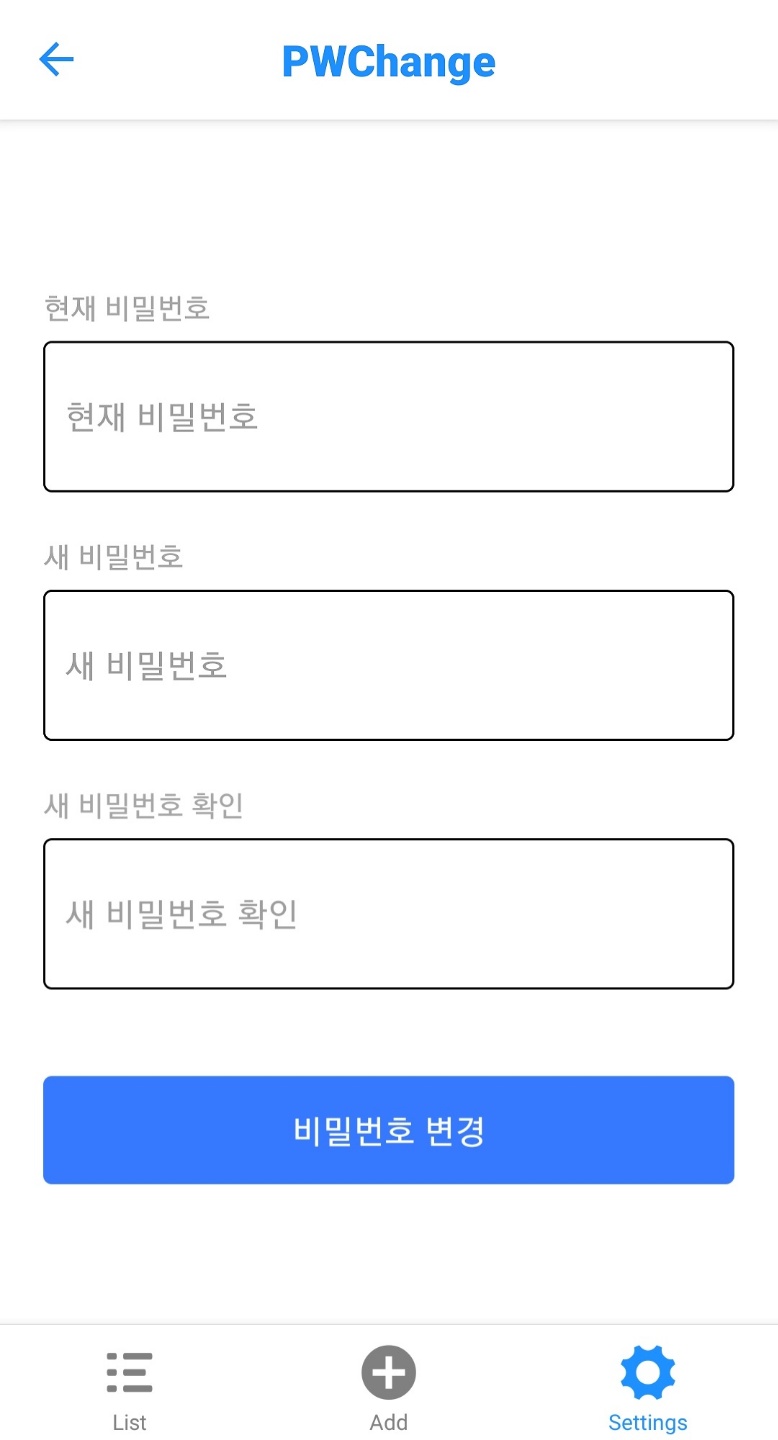 PWChange
현재 비밀번호
현재 비밀번호
새 비밀번호
새 비밀번호
새 비밀번호 확인
새 비밀번호 확인
비밀번호 변경
List
Add
Settings